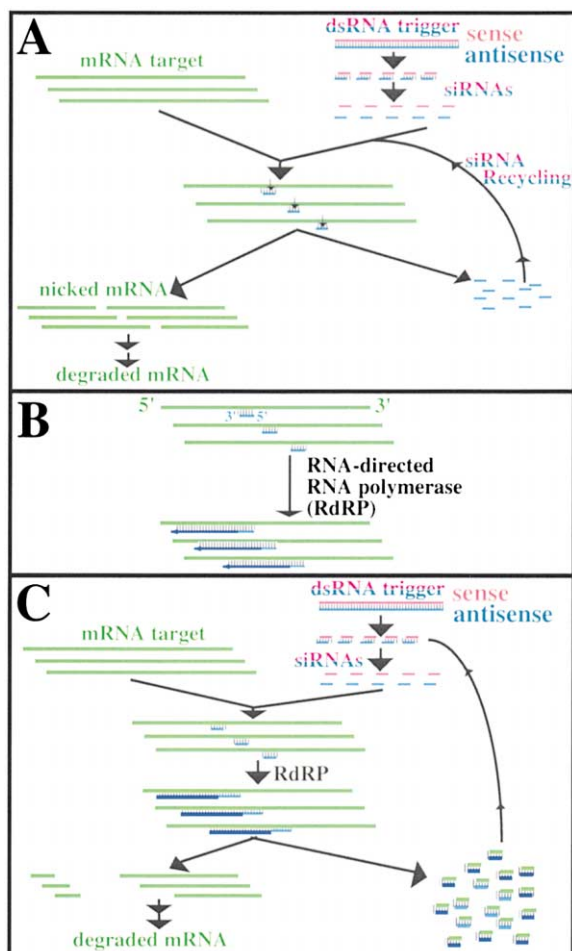 A
dsRNA trigger
sense
antisense
mRNA target
siRNAs
siRNA
Recycling
nicked mRNA
degraded mRNA
B
5' 3'
3' 5'
RNA-directed
RNA polymerase
(RdRP)
C
dsRNA trigger
sense
antisense
mRNA target
siRNAs
RdRP
degraded mRNA